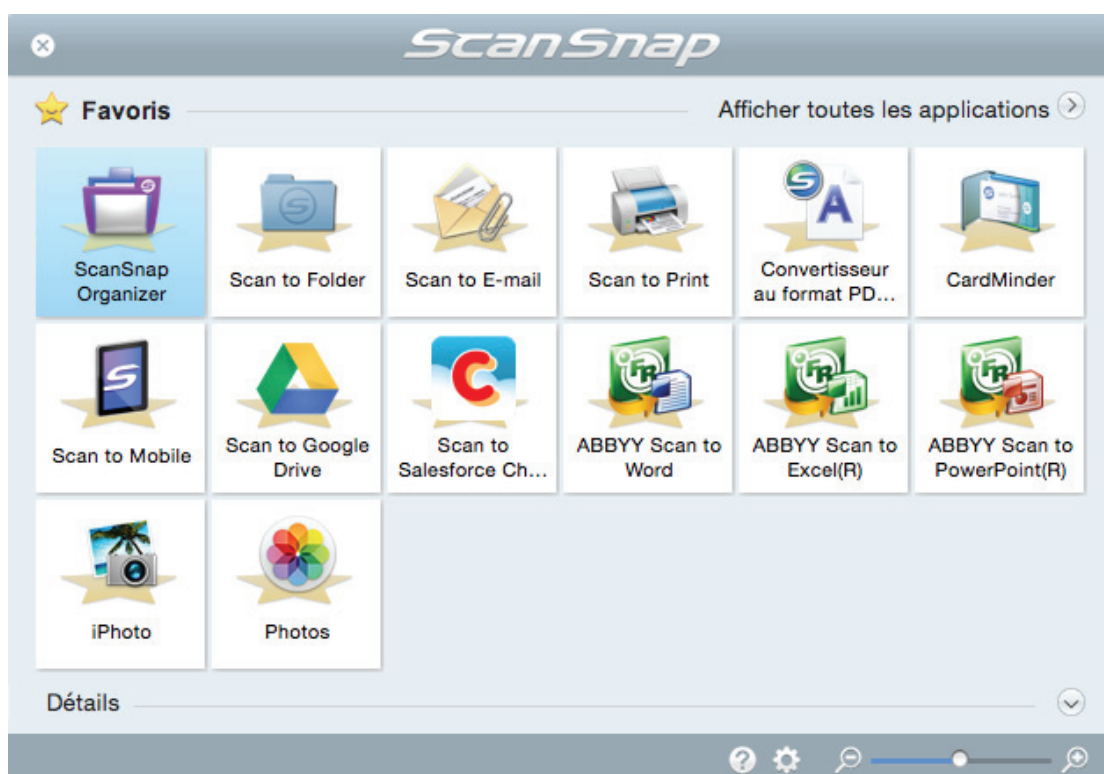 ScanSnap
Favoris
Afficher toutes les applications
ScanSnap
Organizer
Scan to Folder
Scan to E-mail
Scan to Print
Convertisseur
au format PD...
CardMinder
Scan to Mobile
Scan to Google
Drive
Scan to
Salesforce Ch...
ABBYY Scan to
Word
ABBYY Scan to
Excel(R)
ABBYY Scan to
PowerPoint(R)
iPhoto
Photos
Détails